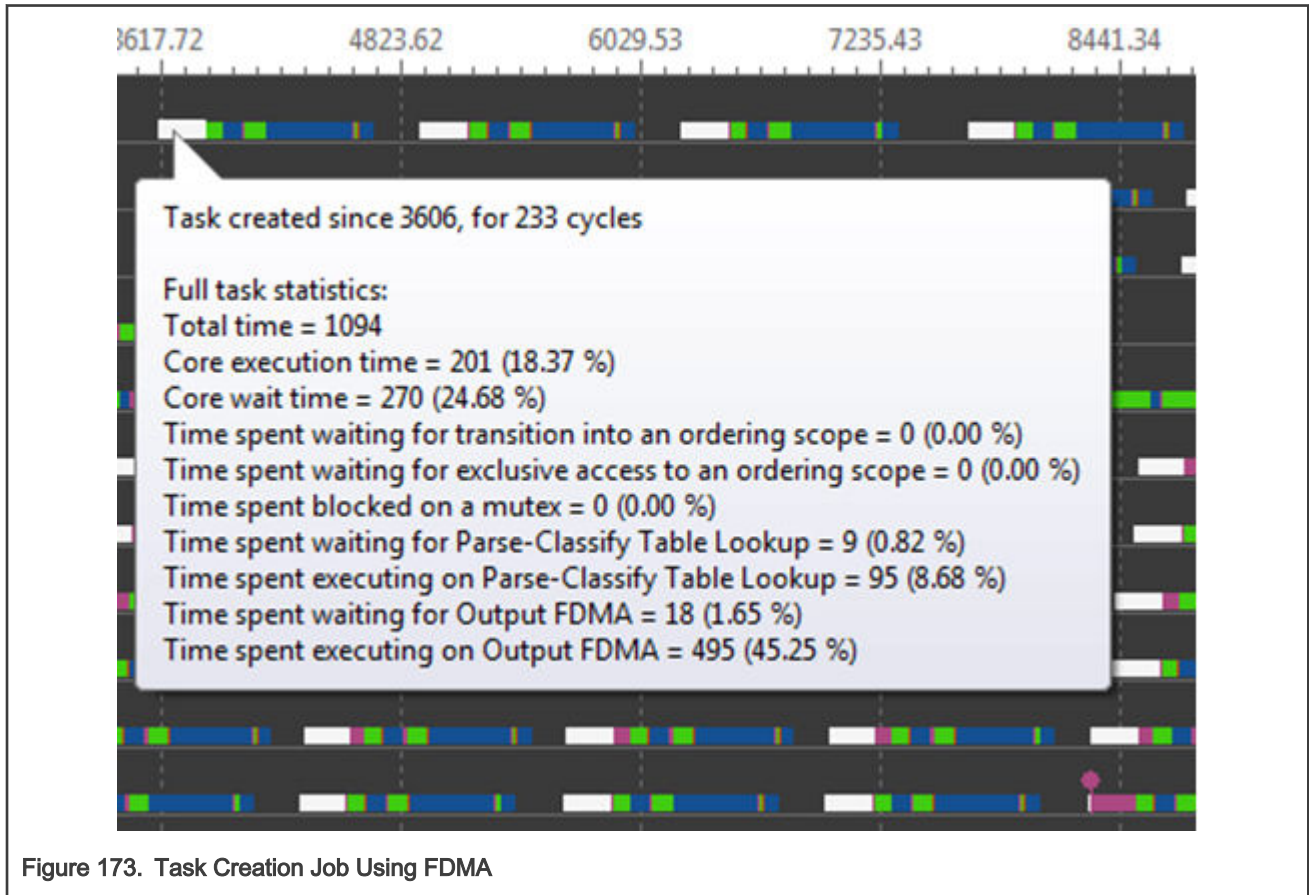 3617.72 4823.62 6029.53 7235.43 8441.34
Task created since 3606, for 233 cycles
Full task statistics:
Total time = 1094
Core execution time = 201 (18.37 %)
Core wait time = 270 (24.68 %)
Time spent waiting for transition into an ordering scope = 0 (0.00 %)
Time spent waiting for exclusive access to an ordering scope = 0 (0.00 %)
Time spent blocked on a mutex = 0 (0.00 %)
Time spent waiting for Parse-Classify Table Lookup = 9 (0.82 %)
Time spent executing on Parse-Classify Table Lookup = 95 (8.68 %)
Time spent waiting for Output FDMA = 18 (1.65 %)
Time spent executing on Output FDMA = 495 (45.25 %)
Figure 173. Task Creation Job Using FDMA